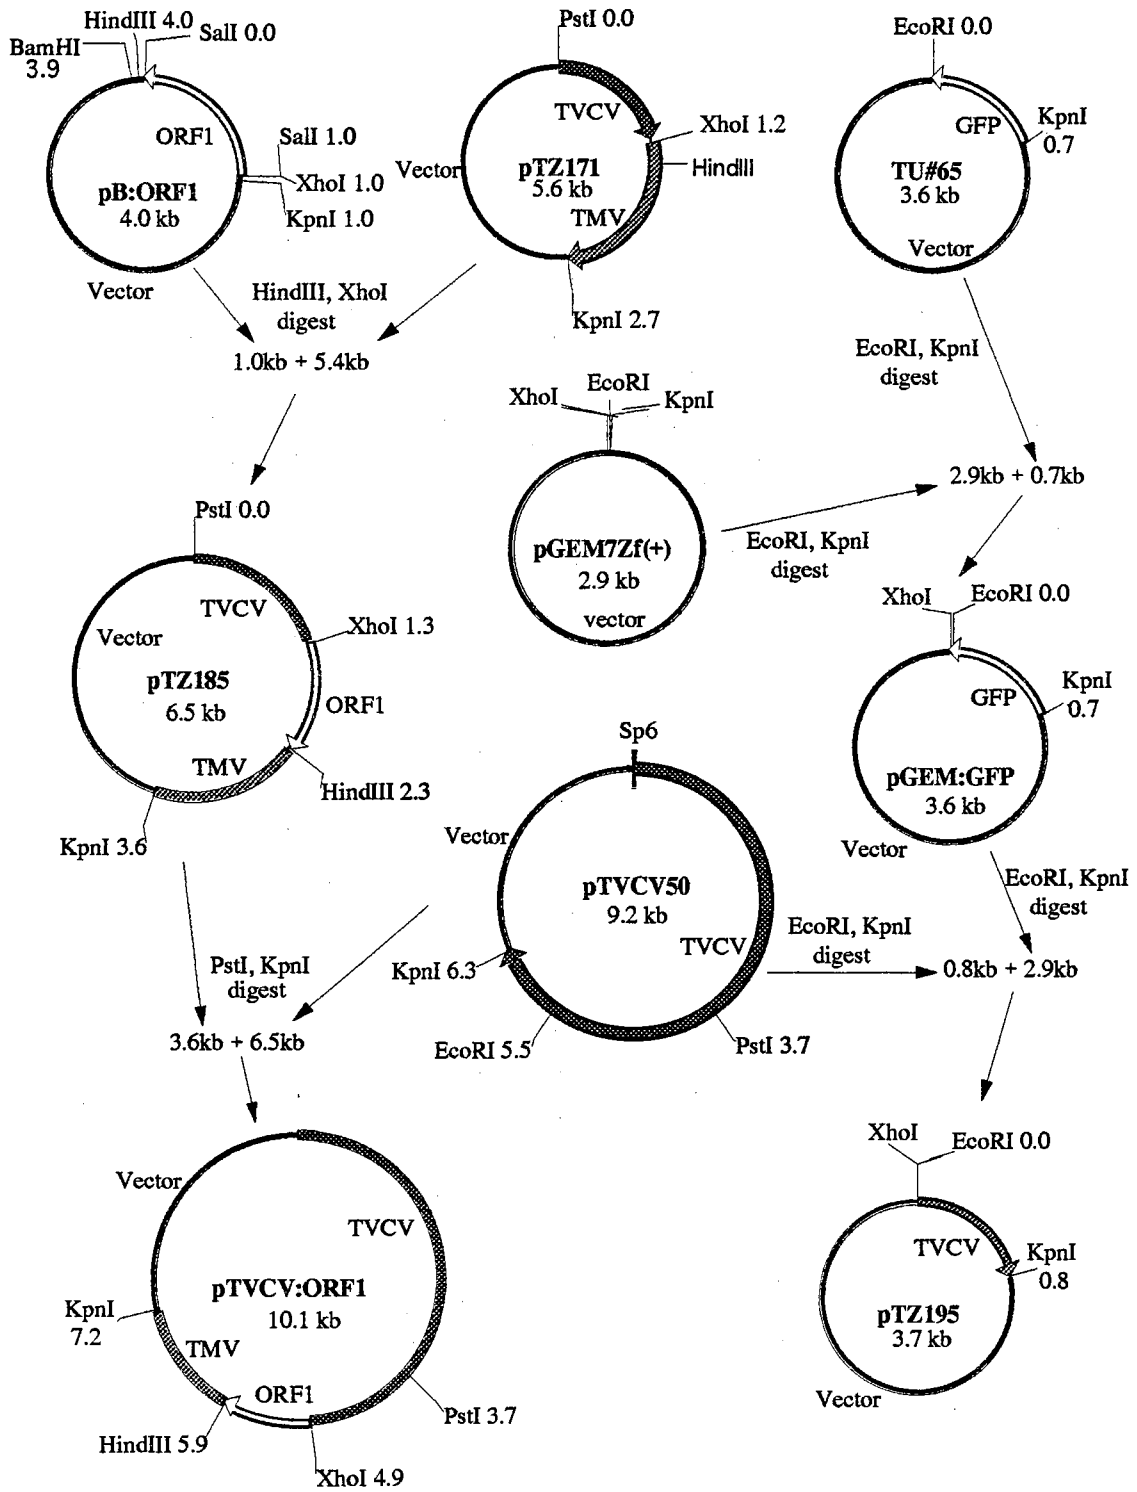 HindIII 4.0
SalI 0.0
BamHI
3.9
ORF1
SalI 1.0
XhoI 1.0
KpnI 1.0
pB:ORF1
4.0 kb
Vector
PstI 0.0
TVCV
XhoI 1.2
HindIII
Vector
pTZ171
5.6 kb
TMV
KpnI 2.7
EcoRI 0.0
GFP
KpnI
0.7
TU#65
3.6 kb
Vector
HindIII, XhoI
digest
1.0kb + 5.4kb
EcoRI, KpnI
digest
XhoI
EcoRI
KpnI
pGEM7Zf(+)
2.9 kb
vector
EcoRI, KpnI
digest
2.9kb + 0.7kb
PstI 0.0
TVCV
Vector
XhoI 1.3
pTZ185
6.5 kb
ORF1
TMV
HindIII 2.3
KpnI 3.6
XhoI
EcoRI 0.0
GFP
KpnI
0.7
pGEM:GFP
3.6 kb
Vector
Sp6
Vector
pTVCV50
9.2 kb
TVCV
KpnI 6.3
EcoRI 5.5
PstI 3.7
EcoRI, KpnI
digest
EcoRI, KpnI
digest
0.8kb + 2.9kb
PstI, KpnI
digest
3.6kb + 6.5kb
Vector
TVCV
pTVCV:ORF1
10.1 kb
KpnI
7.2
TMV
ORF1
HindIII 5.9
XhoI 4.9
PstI 3.7
XhoI
EcoRI 0.0
TVCV
KpnI
0.8
pTZ195
3.7 kb
Vector